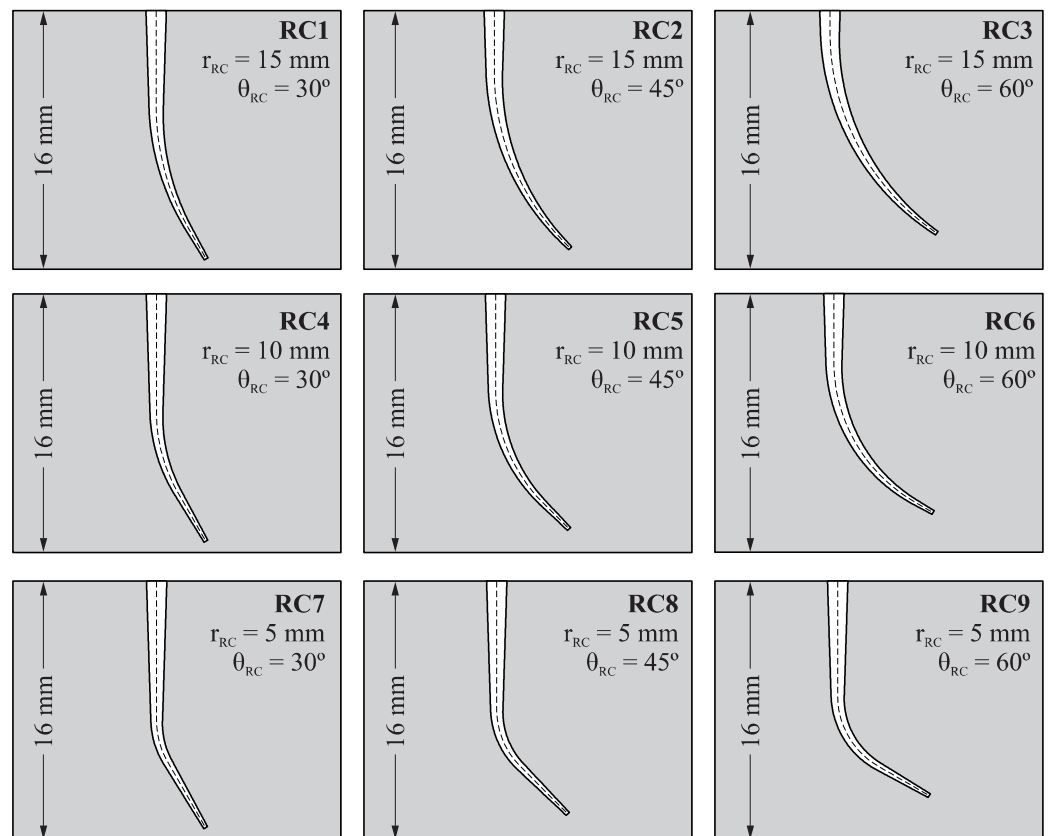 RC1
r_RC = 15 mm
θ_RC = 30º
16 mm
RC2
r_RC = 15 mm
θ_RC = 45º
16 mm
RC3
r_RC = 15 mm
θ_RC = 60º
16 mm
RC4
r_RC = 10 mm
θ_RC = 30º
16 mm
RC5
r_RC = 10 mm
θ_RC = 45º
16 mm
RC6
r_RC = 10 mm
θ_RC = 60º
16 mm
RC7
r_RC = 5 mm
θ_RC = 30º
16 mm
RC8
r_RC = 5 mm
θ_RC = 45º
16 mm
RC9
r_RC = 5 mm
θ_RC = 60º
16 mm